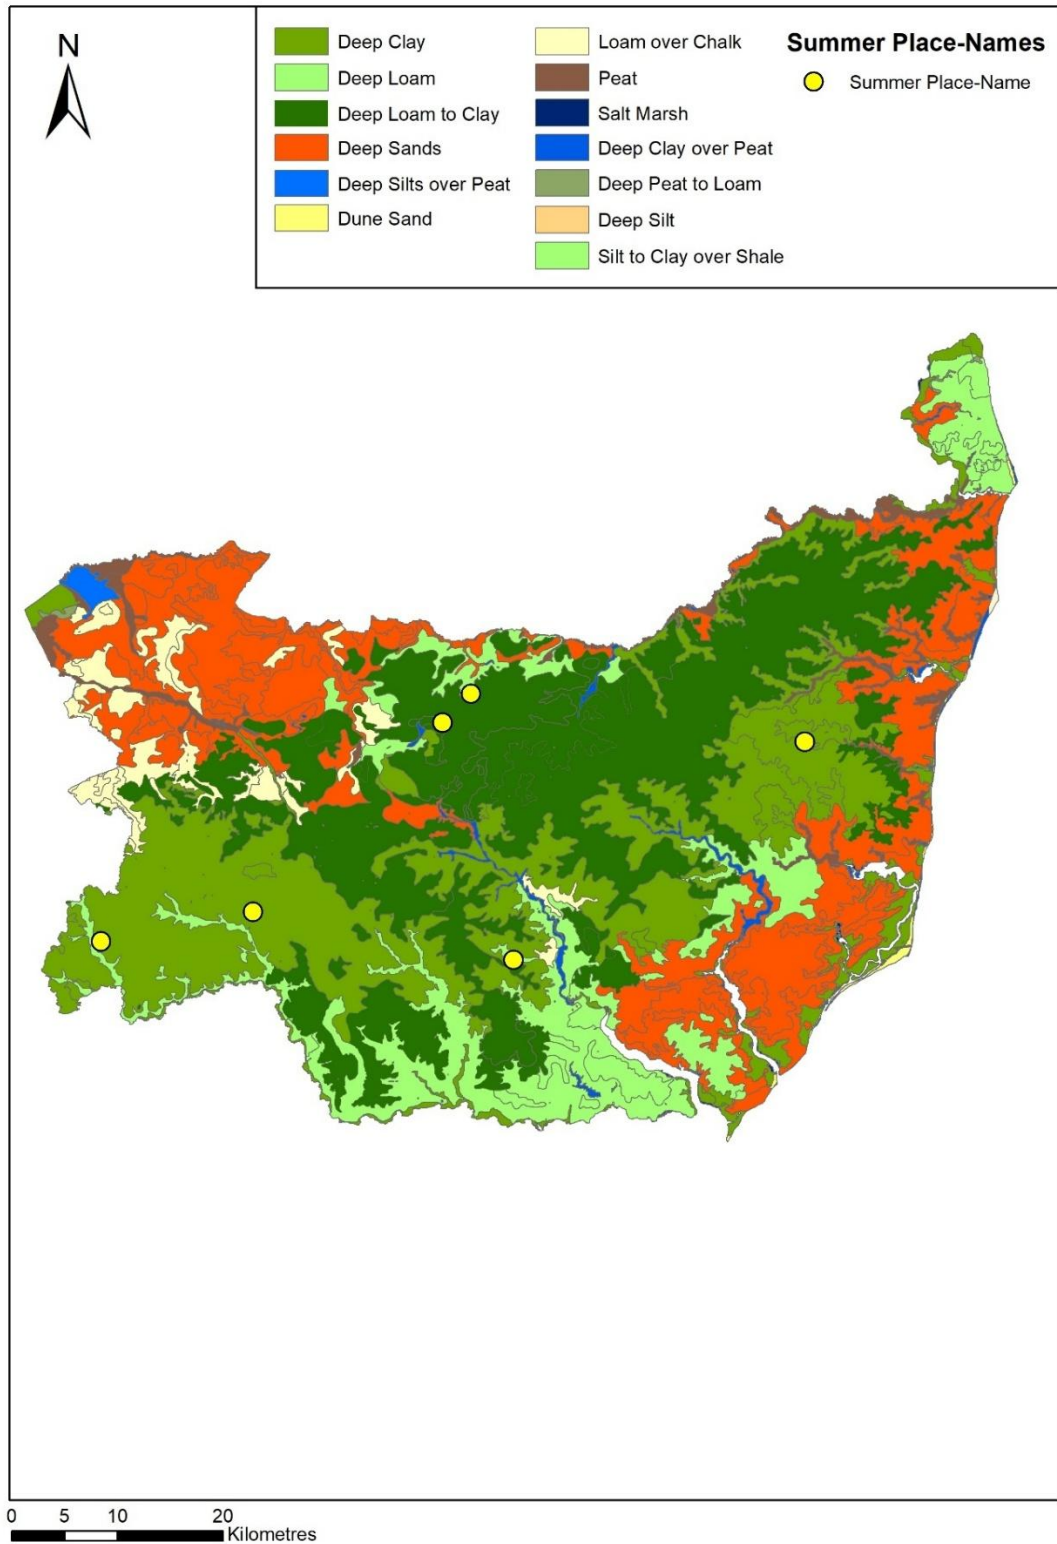 N
Deep Clay
Deep Loam
Deep Loam to Clay
Deep Sands
Deep Silts over Peat
Dune Sand
Loam over Chalk
Peat
Salt Marsh
Deep Clay over Peat
Deep Peat to Loam
Deep Silt
Silt to Clay over Shale
Summer Place-Names
Summer Place-Name
0 5 10 20
Kilometres